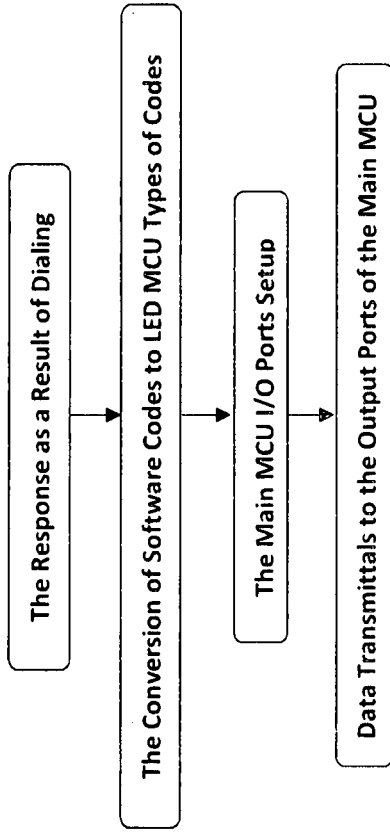 The Response as a Result of Dialing
The Conversion of Software Codes to LED MCU Types of Codes
The Main MCU I/O Ports Setup
Data Transmittals to the Output Ports of the Main MCU